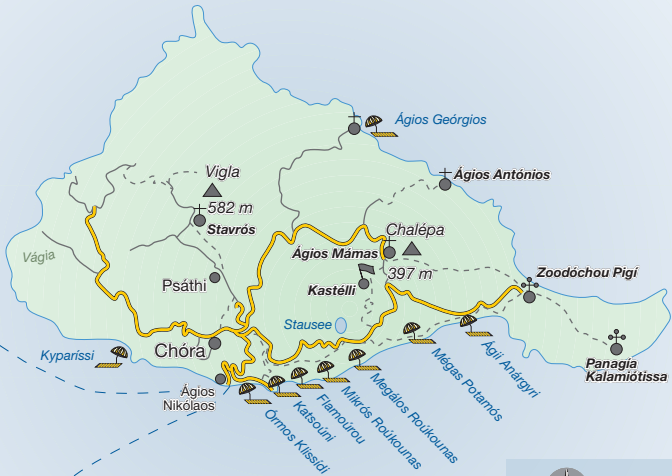 Ágios Geórgios
Vigla
582 m
Stavrós
Ágios Antónios
Chalépa
Ágios Mámas
397 m
Vágia
Psáthi
Kastélli
Zoodóchou Pigí
Stausee
Chóra
Kyparíssi
Ágios
Nikólaos
Panagía
Kalamiótissa
Órmos Klissídi
Katsoúni
Flamoúrou
Mikrós Roúkounas
Megálos Roúkounas
Mégas Potamós
Ágii Anárgyri